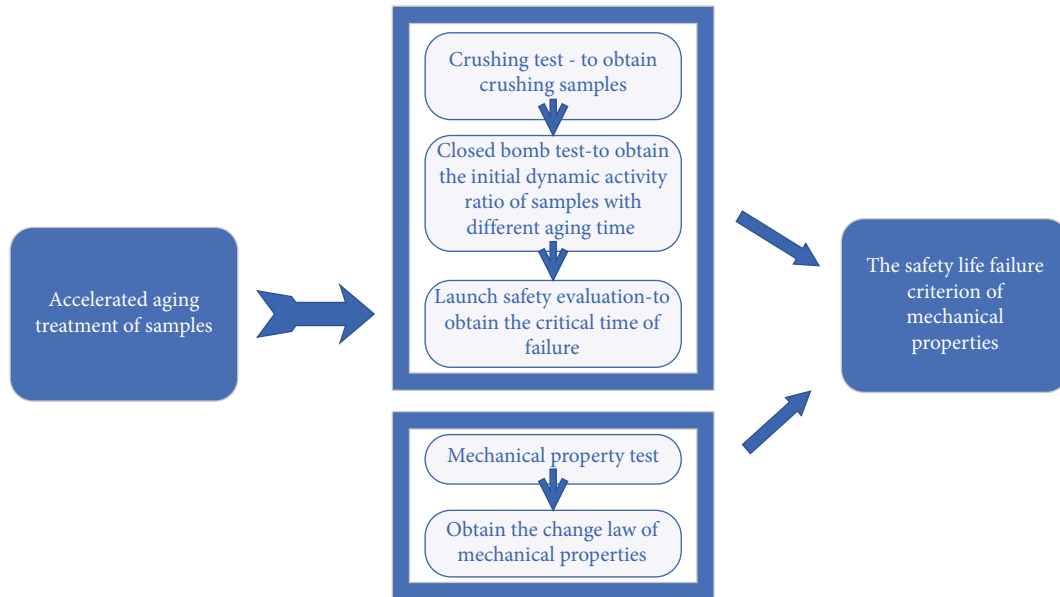 Accelerated aging
treatment of samples
Crushing test - to obtain
crushing samples
Closed bomb test-to obtain
the initial dynamic activity
ratio of samples with
different aging time
Launch safety evaluation-to
obtain the critical time of
failure
Mechanical property test
Obtain the change law of
mechanical properties
The safety life failure
criterion of
mechanical
properties